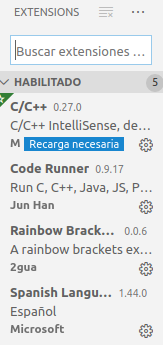 EXTENSIONS
Buscar extensiones ...
HABILITADO 5
C/C++ 0.27.0
C/C++ IntelliSense, de...
M Recarga necesaria
Code Runner 0.9.17
Run C, C++, Java, JS, P...
Jun Han
Rainbow Brack... 0.0.6
A rainbow brackets ex...
2gua
Spanish Langu... 1.44.0
Español
Microsoft